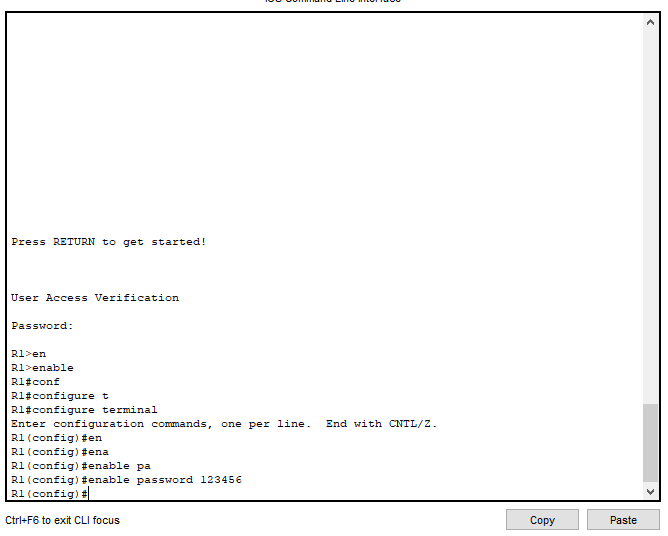 IOS Command Line Interface
Press RETURN to get started!
User Access Verification
Password:
R1>en
R1>enable
R1#conf
R1#configure t
R1#configure terminal
Enter configuration commands, one per line.  End with CNTL/Z.
R1(config)#en
R1(config)#ena
R1(config)#enable pa
R1(config)#enable password 123456
R1(config)#
Ctrl+F6 to exit CLI focus
Copy
Paste